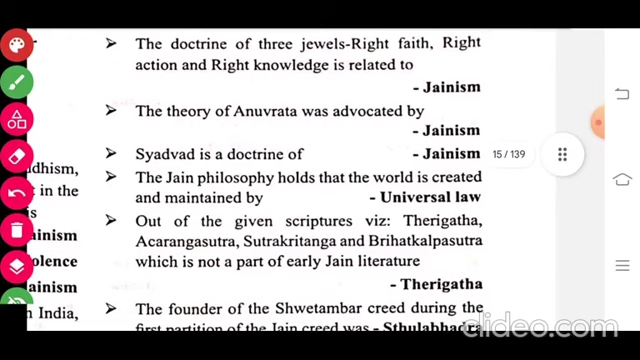 ➢ The doctrine of three jewels-Right faith, Right
action and Right knowledge is related to
- Jainism
➢ The theory of Anuvrata was advocated by
- Jainism
➢ Syadvad is a doctrine of - Jainism
15 / 139
➢ The Jain philosophy holds that the world is created
and maintained by - Universal law
➢ Out of the given scriptures viz: Therigatha,
Acarangasutra, Sutrakritanga and Brihatkalpasutra
which is not a part of early Jain literature
- Therigatha
➢ The founder of the Shwetambar creed during the
first partition of the Jain creed was - Sthulabhadra
ddhism,
t in the
is
ainism
olence
ainism
n India,
clideo.com